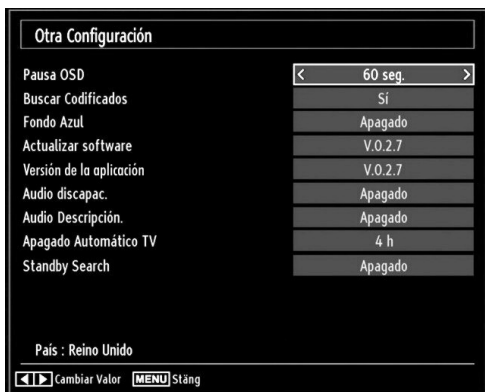 Otra Configuración
Pausa OSD < 60 seg. >
Buscar Codificados Sí
Fondo Azul Apagado
Actualizar software V.0.2.7
Versión de la aplicación V.0.2.7
Audio discapac. Apagado
Audio Descripción. Apagado
Apagado Automático TV 4 h
Standby Search Apagado
País : Reino Unido
Cambiar Valor MENU Stäng